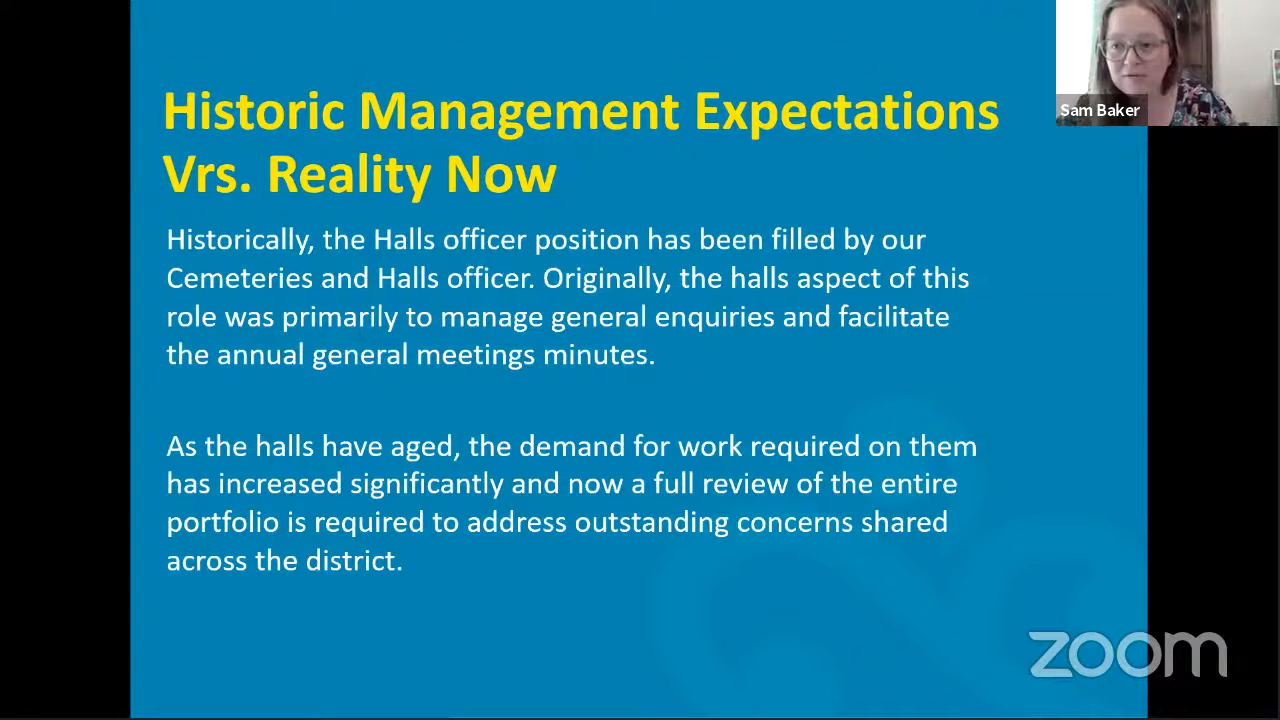 Historic Management Expectations
Vrs. Reality Now
Historically, the Halls officer position has been filled by our
Cemeteries and Halls officer. Originally, the halls aspect of this
role was primarily to manage general enquiries and facilitate
the annual general meetings minutes.
As the halls have aged, the demand for work required on them
has increased significantly and now a full review of the entire
portfolio is required to address outstanding concerns shared
across the district.
Sam Baker
zoom